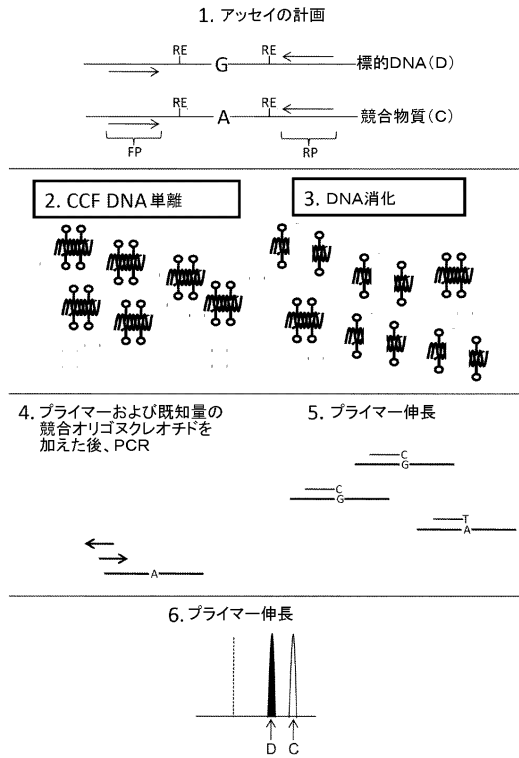 1. アッセイの計画
RE RE
G
標的DNA(D)
RE RE
A
競合物質(C)
FP RP
2. CCF DNA 単離
3. DNA消化
4. プライマーおよび既知量の
競合オリゴヌクレオチドを
加えた後、PCR
A
5. プライマー伸長
C
G
C
G
T
A
6. プライマー伸長
D C